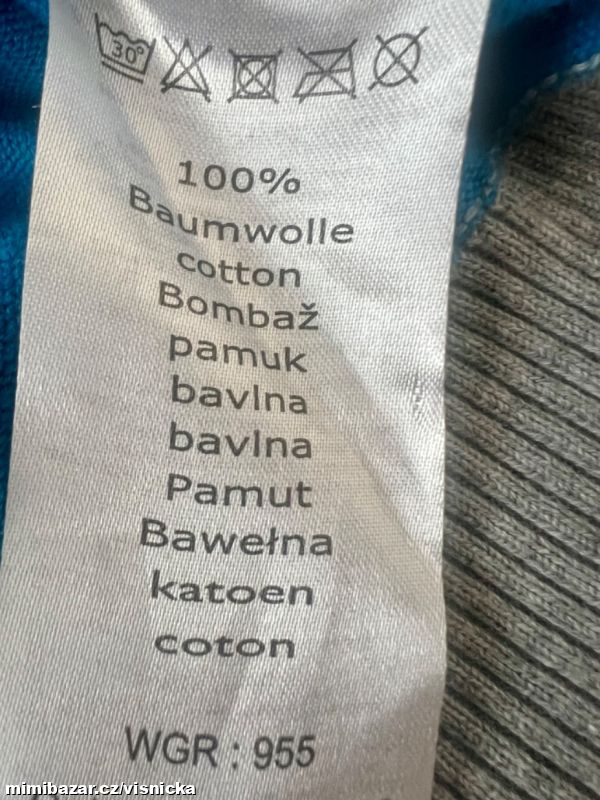 30°
100%
Baumwolle
cotton
Bombaž
pamuk
bavlna
bavlna
Pamut
Bawełna
katoen
coton
WGR : 955
mimibazar.cz/visnicka